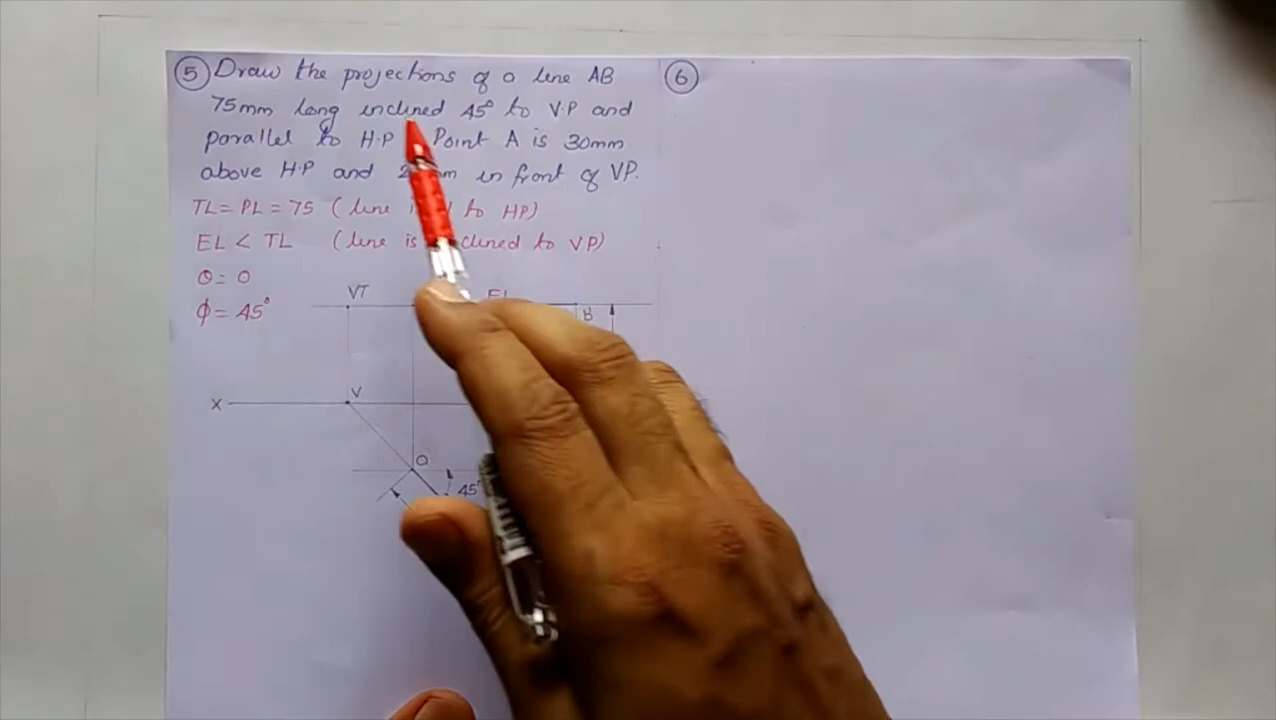 5 Draw the projections of a line AB
75mm long inclined 45° to V.P and
parallel to H.P Point A is 30mm
above H.P and in front of VP.
TL = PL = 75 (line to HP)
EL < TL (line is inclined to VP)
θ = 0
φ = 45°
VT
EL
B
X
V
O
45°
6